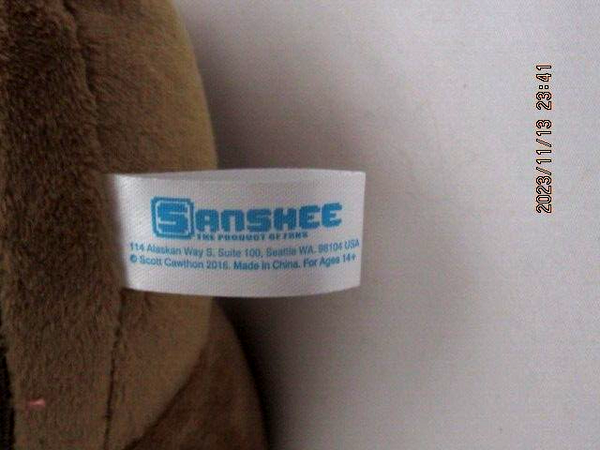 SANSHEE
THE PRODUCT OF FANS
114 Alaskan Way S. Suite 100, Seattle WA. 98104 USA
© Scott Cawthon 2016. Made in China. For Ages 14+
2023/11/13 23:41